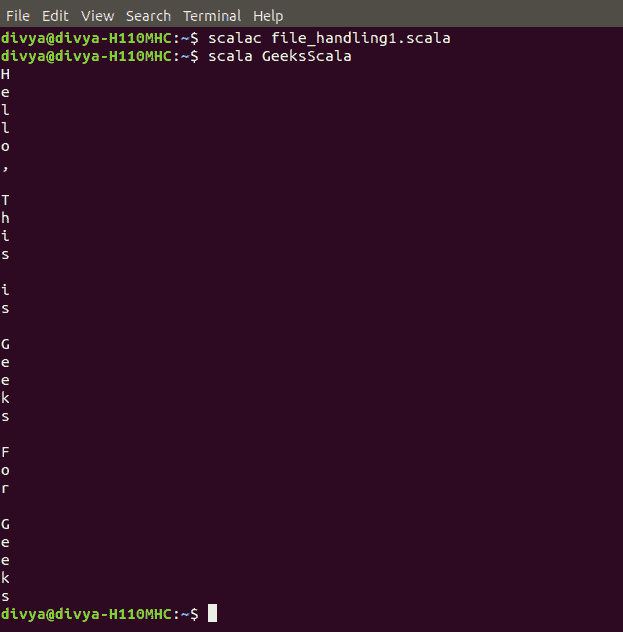 File Edit View Search Terminal Help
divya@divya-H110MHC:~$ scalac file_handling1.scala
divya@divya-H110MHC:~$ scala GeeksScala
H
e
l
l
o
,

T
h
i
s

i
s

G
e
e
k
s

F
o
r

G
e
e
k
s
divya@divya-H110MHC:~$